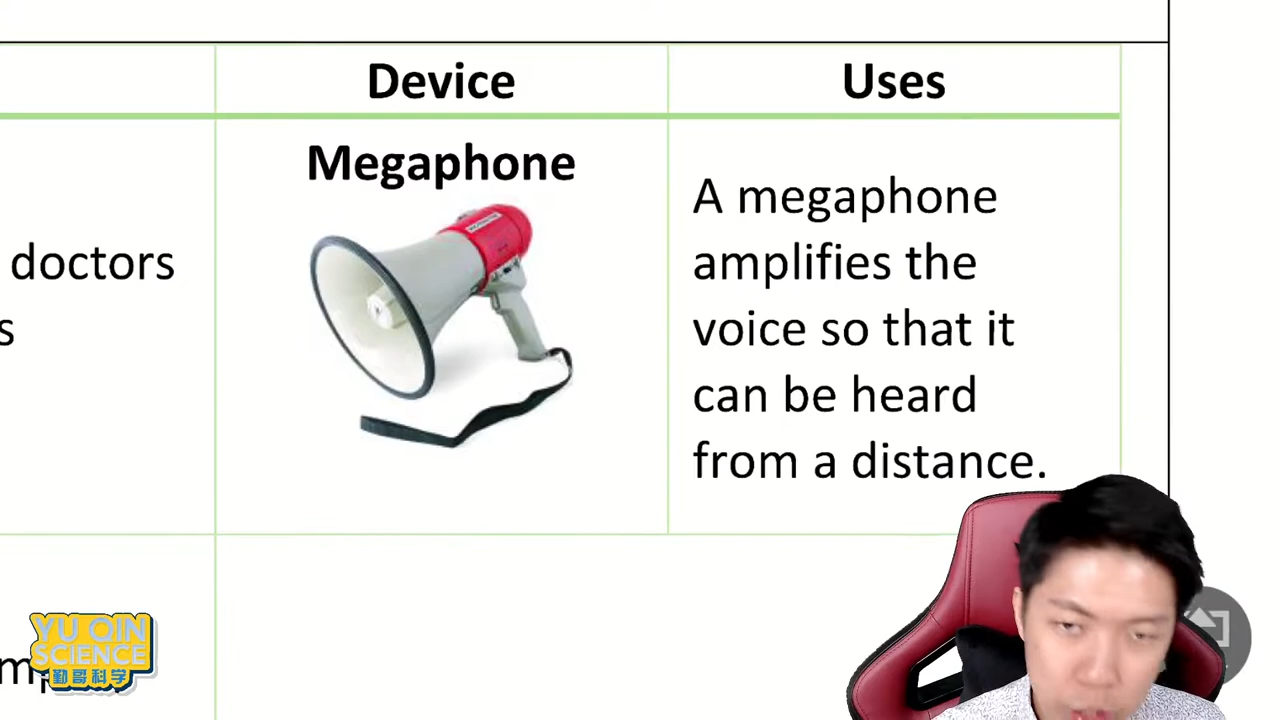 Device
Uses
Megaphone
A megaphone
amplifies the
voice so that it
can be heard
from a distance.
doctors
s
YU QIN
SCIENCE
勤哥科学